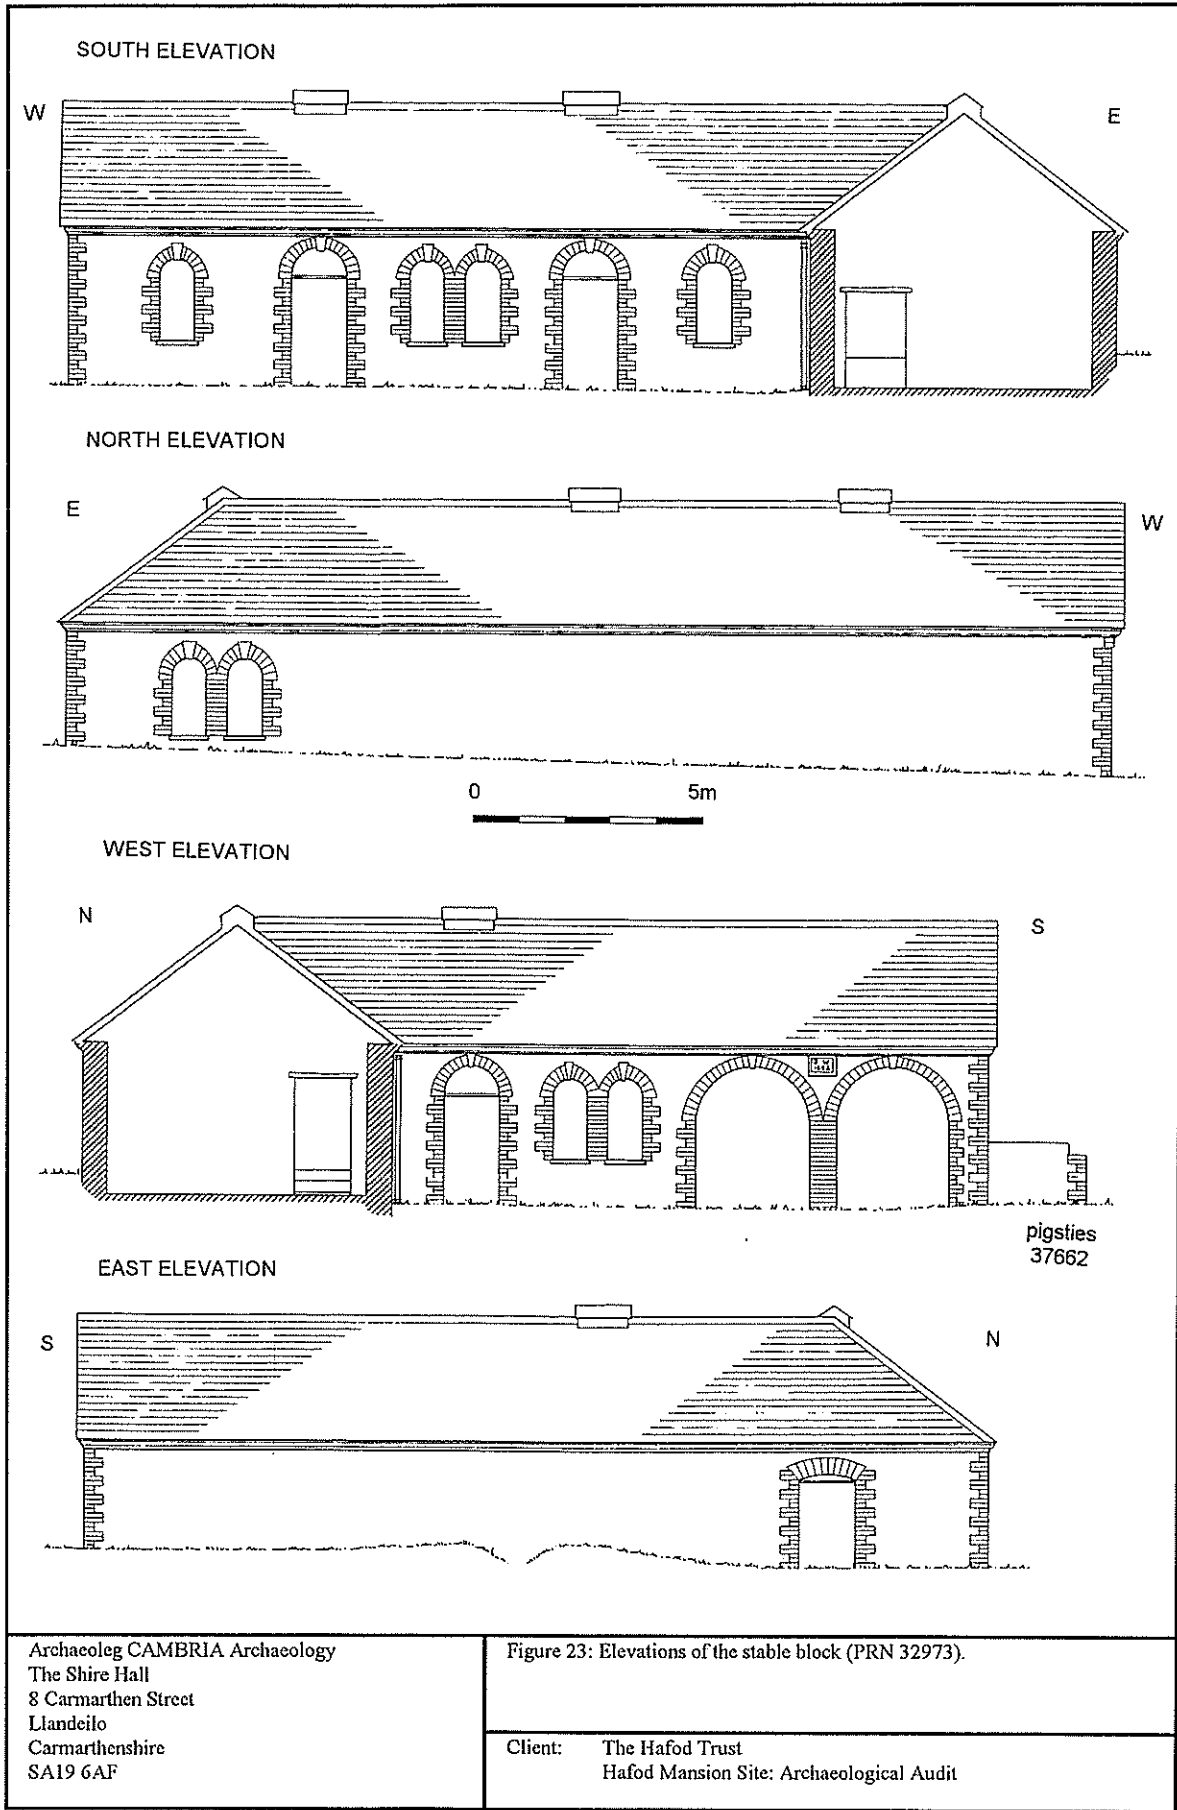 SOUTH ELEVATION
W
E
NORTH ELEVATION
E
W
0 5m
WEST ELEVATION
N
S
pigsties
37662
EAST ELEVATION
S
N
Archaeoleg CAMBRIA Archaeology
The Shire Hall
8 Carmarthen Street
Llandeilo
Carmarthenshire
SA19 6AF
Figure 23: Elevations of the stable block (PRN 32973).
Client: The Hafod Trust
Hafod Mansion Site: Archaeological Audit